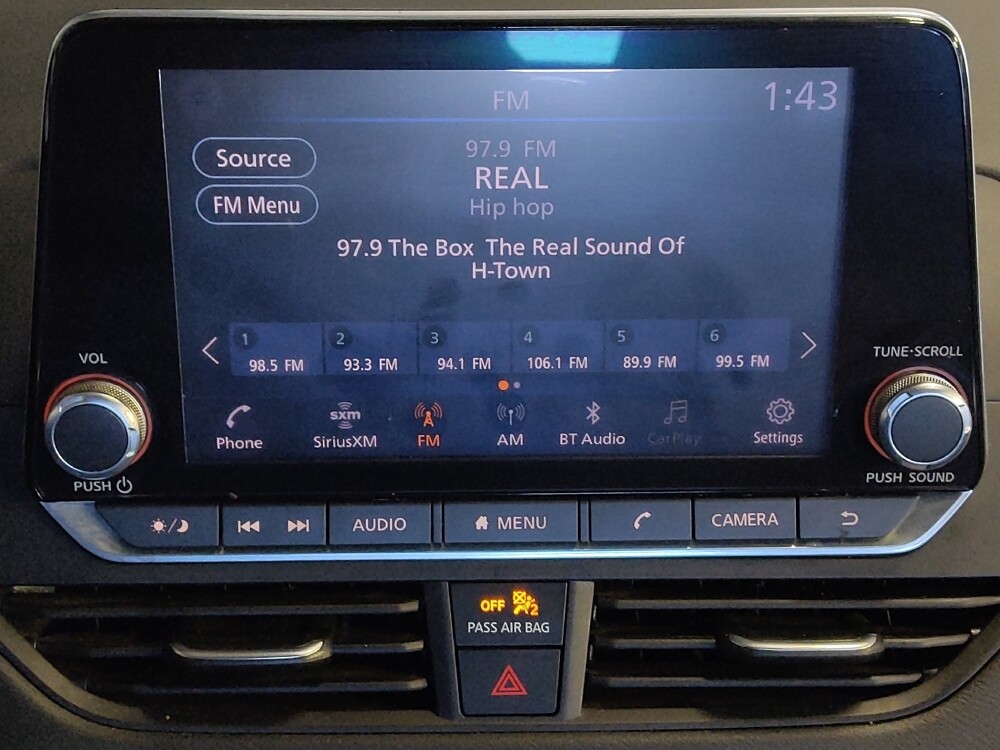 FM
1:43
Source
FM Menu
97.9 FM
REAL
Hip hop
97.9 The Box The Real Sound Of
H-Town
1 2 3 4 5 6
98.5 FM 93.3 FM 94.1 FM 106.1 FM 89.9 FM 99.5 FM
sxm
Phone SiriusXM FM AM BT Audio CarPlay Settings
VOL
PUSH
TUNE·SCROLL
PUSH SOUND
AUDIO MENU CAMERA
OFF 2
PASS AIR BAG